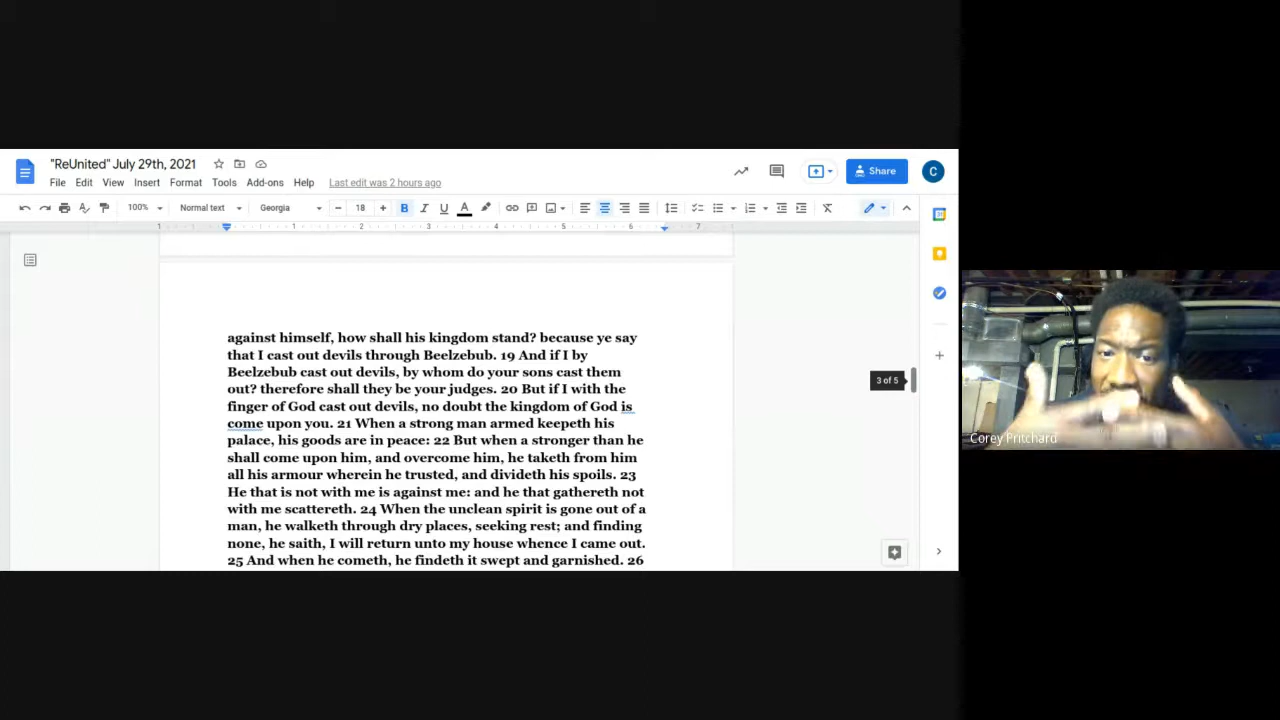 "ReUnited" July 29th, 2021
File Edit View Insert Format Tools Add-ons Help Last edit was 2 hours ago
Share
C
100% Normal text Georgia 18 B I U A
1 1 2 3 4 5 6 7
against himself, how shall his kingdom stand? because ye say
that I cast out devils through Beelzebub. 19 And if I by
Beelzebub cast out devils, by whom do your sons cast them
out? therefore shall they be your judges. 20 But if I with the
finger of God cast out devils, no doubt the kingdom of God is
come upon you. 21 When a strong man armed keepeth his
palace, his goods are in peace: 22 But when a stronger than he
shall come upon him, and overcome him, he taketh from him
all his armour wherein he trusted, and divideth his spoils. 23
He that is not with me is against me: and he that gathereth not
with me scattereth. 24 When the unclean spirit is gone out of a
man, he walketh through dry places, seeking rest; and finding
none, he saith, I will return unto my house whence I came out.
25 And when he cometh, he findeth it swept and garnished. 26
3 of 5
Corey Pritchard